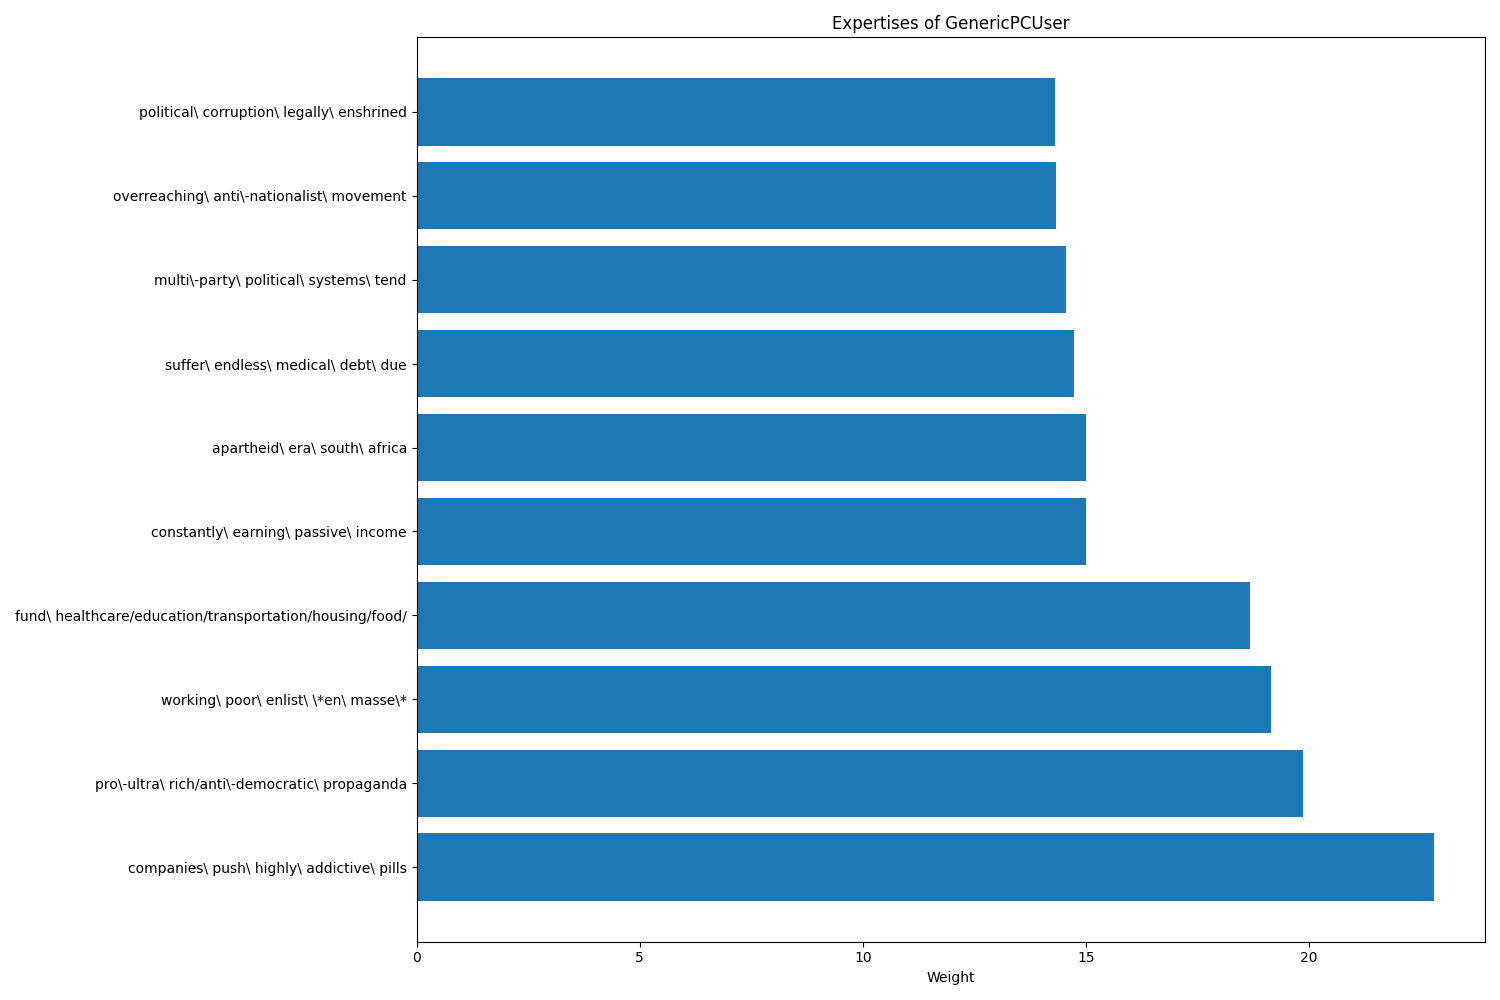 Expertises of GenericPCUser
political\ corruption\ legally\ enshrined
overreaching\ anti\-nationalist\ movement
multi\-party\ political\ systems\ tend
suffer\ endless\ medical\ debt\ due
apartheid\ era\ south\ africa
constantly\ earning\ passive\ income
fund\ healthcare/education/transportation/housing/food/
working\ poor\ enlist\ \*en\ masse\*
pro\-ultra\ rich/anti\-democratic\ propaganda
companies\ push\ highly\ addictive\ pills
0 5 10 15 20
Weight